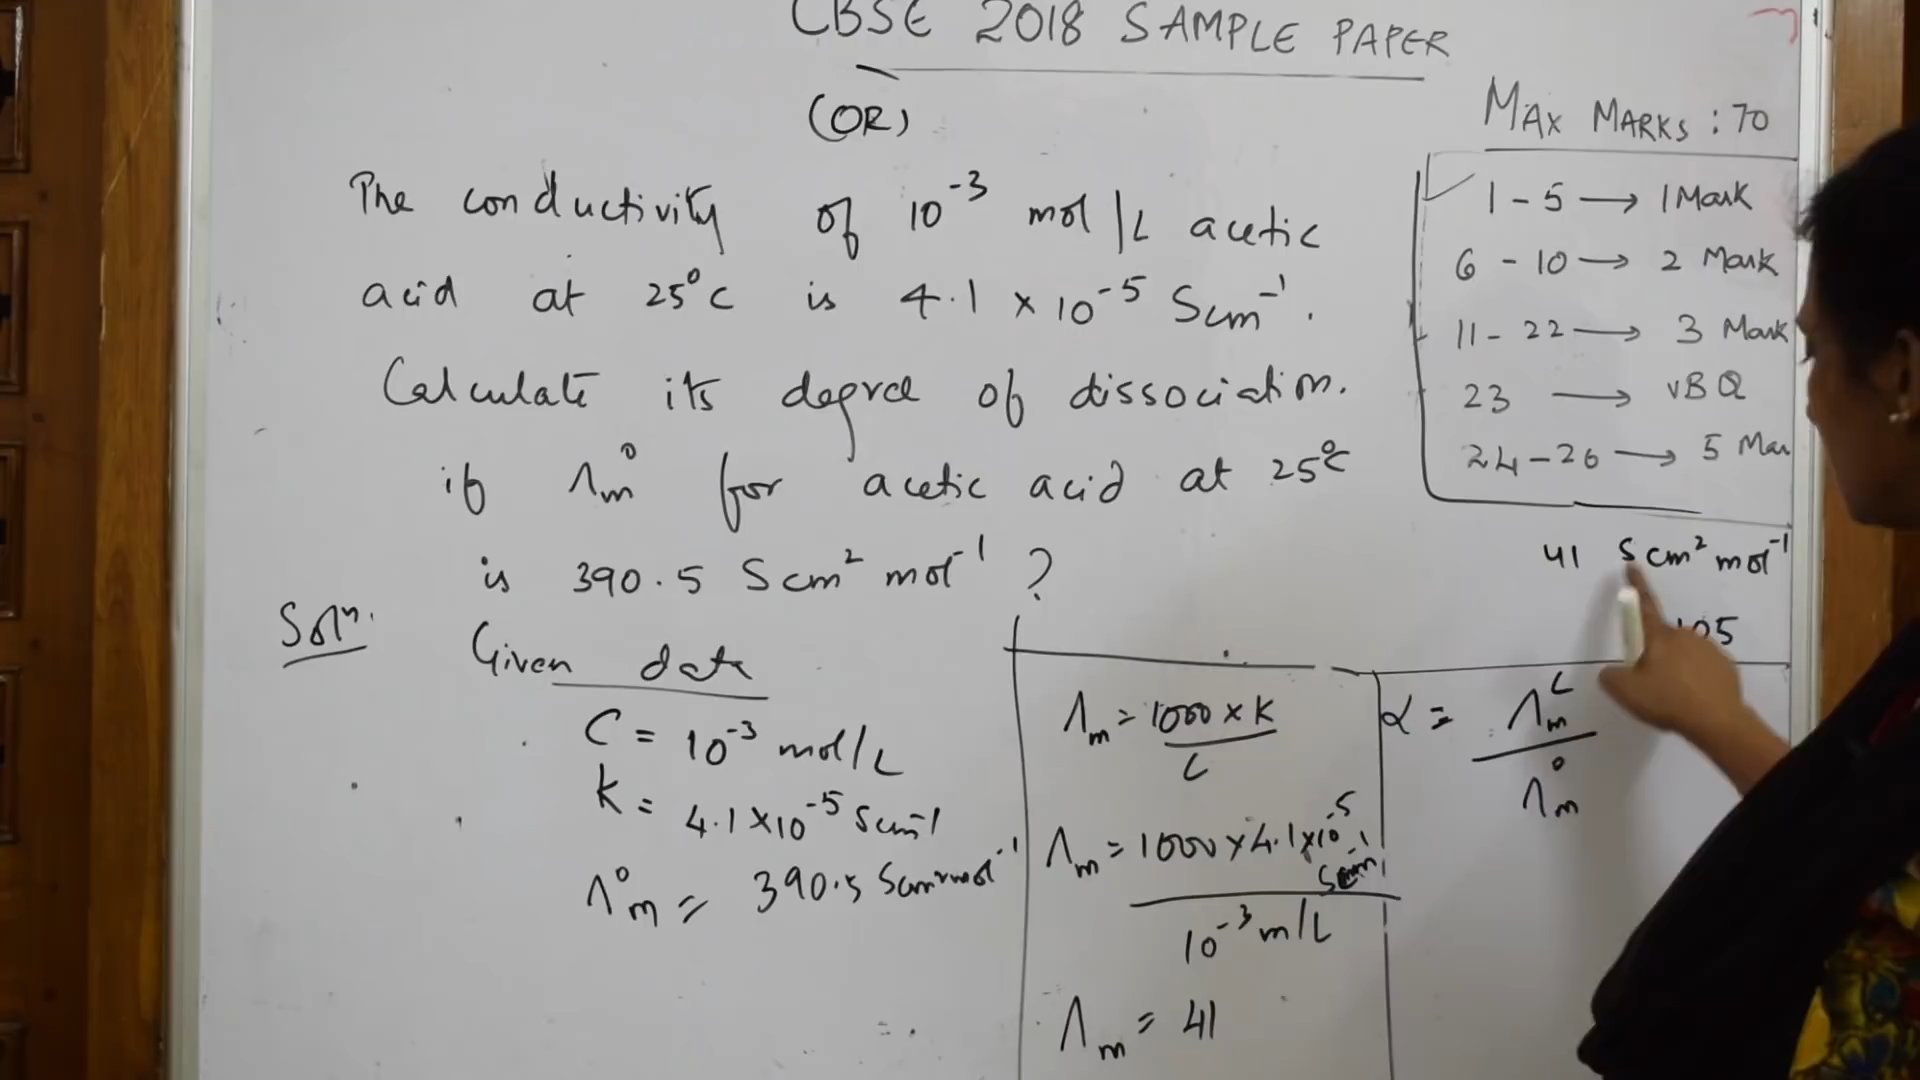 CBSE 2018 SAMPLE PAPER
(OR)
The conductivity of 10⁻³ mol/L acetic
acid at 25°C is 4.1 × 10⁻⁵ Scm⁻¹.
Calculate its degree of dissociation.
if Λ°m for acetic acid at 25°C
is 390.5 S cm² mol⁻¹ ?
MAX MARKS : 70
1 - 5 → 1 Mark
6 - 10 → 2 Mark
11 - 22 → 3 Mark
23 → VBQ
24 - 26 → 5 Mar
41 S cm² mol⁻¹
Soln.
Given data
C = 10⁻³ mol/L
K = 4.1 × 10⁻⁵ Scm⁻¹
Λ°m = 390.5 Scm²mol⁻¹
Λm = 1000 × K
C
Λm = 1000 × 4.1 × 10⁻⁵
Scm⁻¹
10⁻³ m/L
Λm = 41
α = Λᶜm
Λ°m